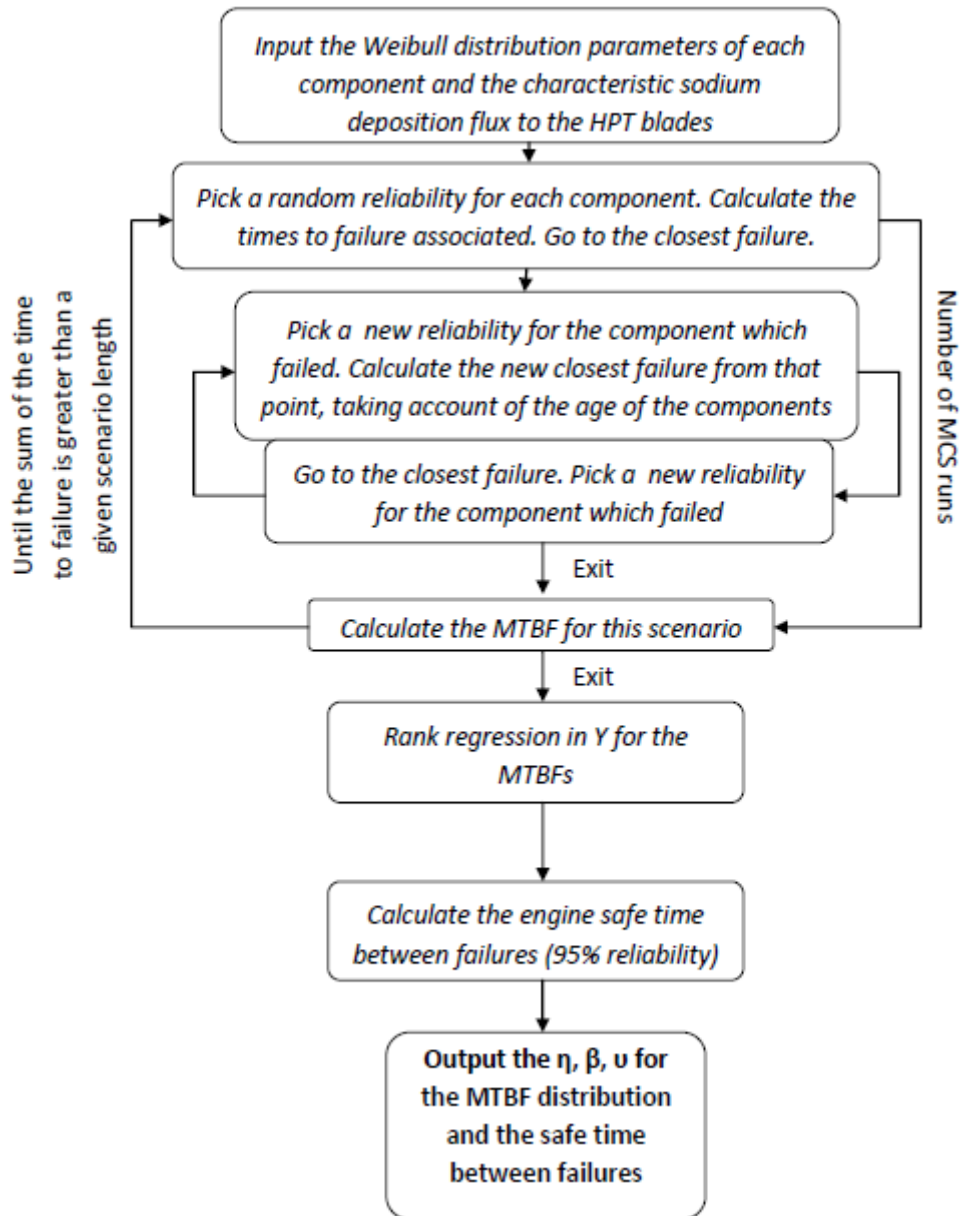 Input the Weibull distribution parameters of each
component and the characteristic sodium
deposition flux to the HPT blades
Pick a random reliability for each component. Calculate the
times to failure associated. Go to the closest failure.
Until the sum of the time
to failure is greater than a
given scenario length
Pick a  new reliability for the component which
failed. Calculate the new closest failure from that
point, taking account of the age of the components
Number of MCS runs
Go to the closest failure. Pick a  new reliability
for the component which failed
Exit
Calculate the MTBF for this scenario
Exit
Rank regression in Y for the
MTBFs
Calculate the engine safe time
between failures (95% reliability)
Output the η, β, υ for
the MTBF distribution
and the safe time
between failures